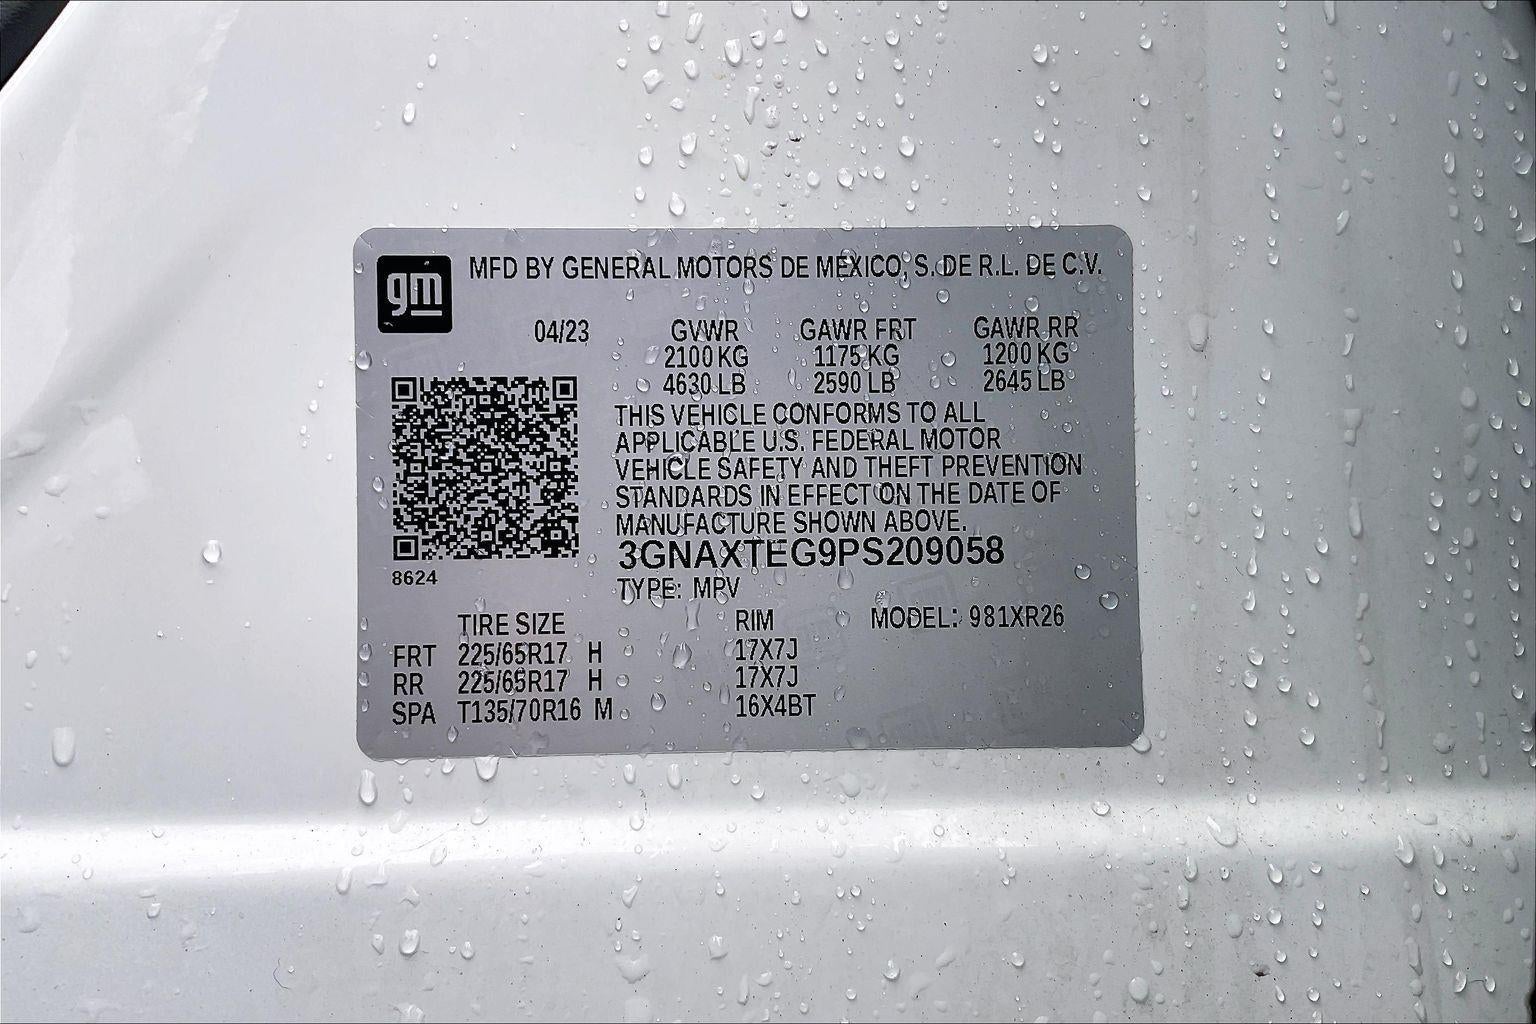 gm
MFD BY GENERAL MOTORS DE MEXICO, S. DE R.L. DE C.V.
04/23 GVWR GAWR FRT GAWR RR
2100 KG 1175 KG 1200 KG
4630 LB 2590 LB 2645 LB
THIS VEHICLE CONFORMS TO ALL
APPLICABLE U.S. FEDERAL MOTOR
VEHICLE SAFETY AND THEFT PREVENTION
STANDARDS IN EFFECT ON THE DATE OF
MANUFACTURE SHOWN ABOVE.
3GNAXTEG9PS209058
8624
TYPE: MPV
TIRE SIZE RIM MODEL: 981XR26
FRT 225/65R17 H 17X7J
RR 225/65R17 H 17X7J
SPA T135/70R16 M 16X4BT